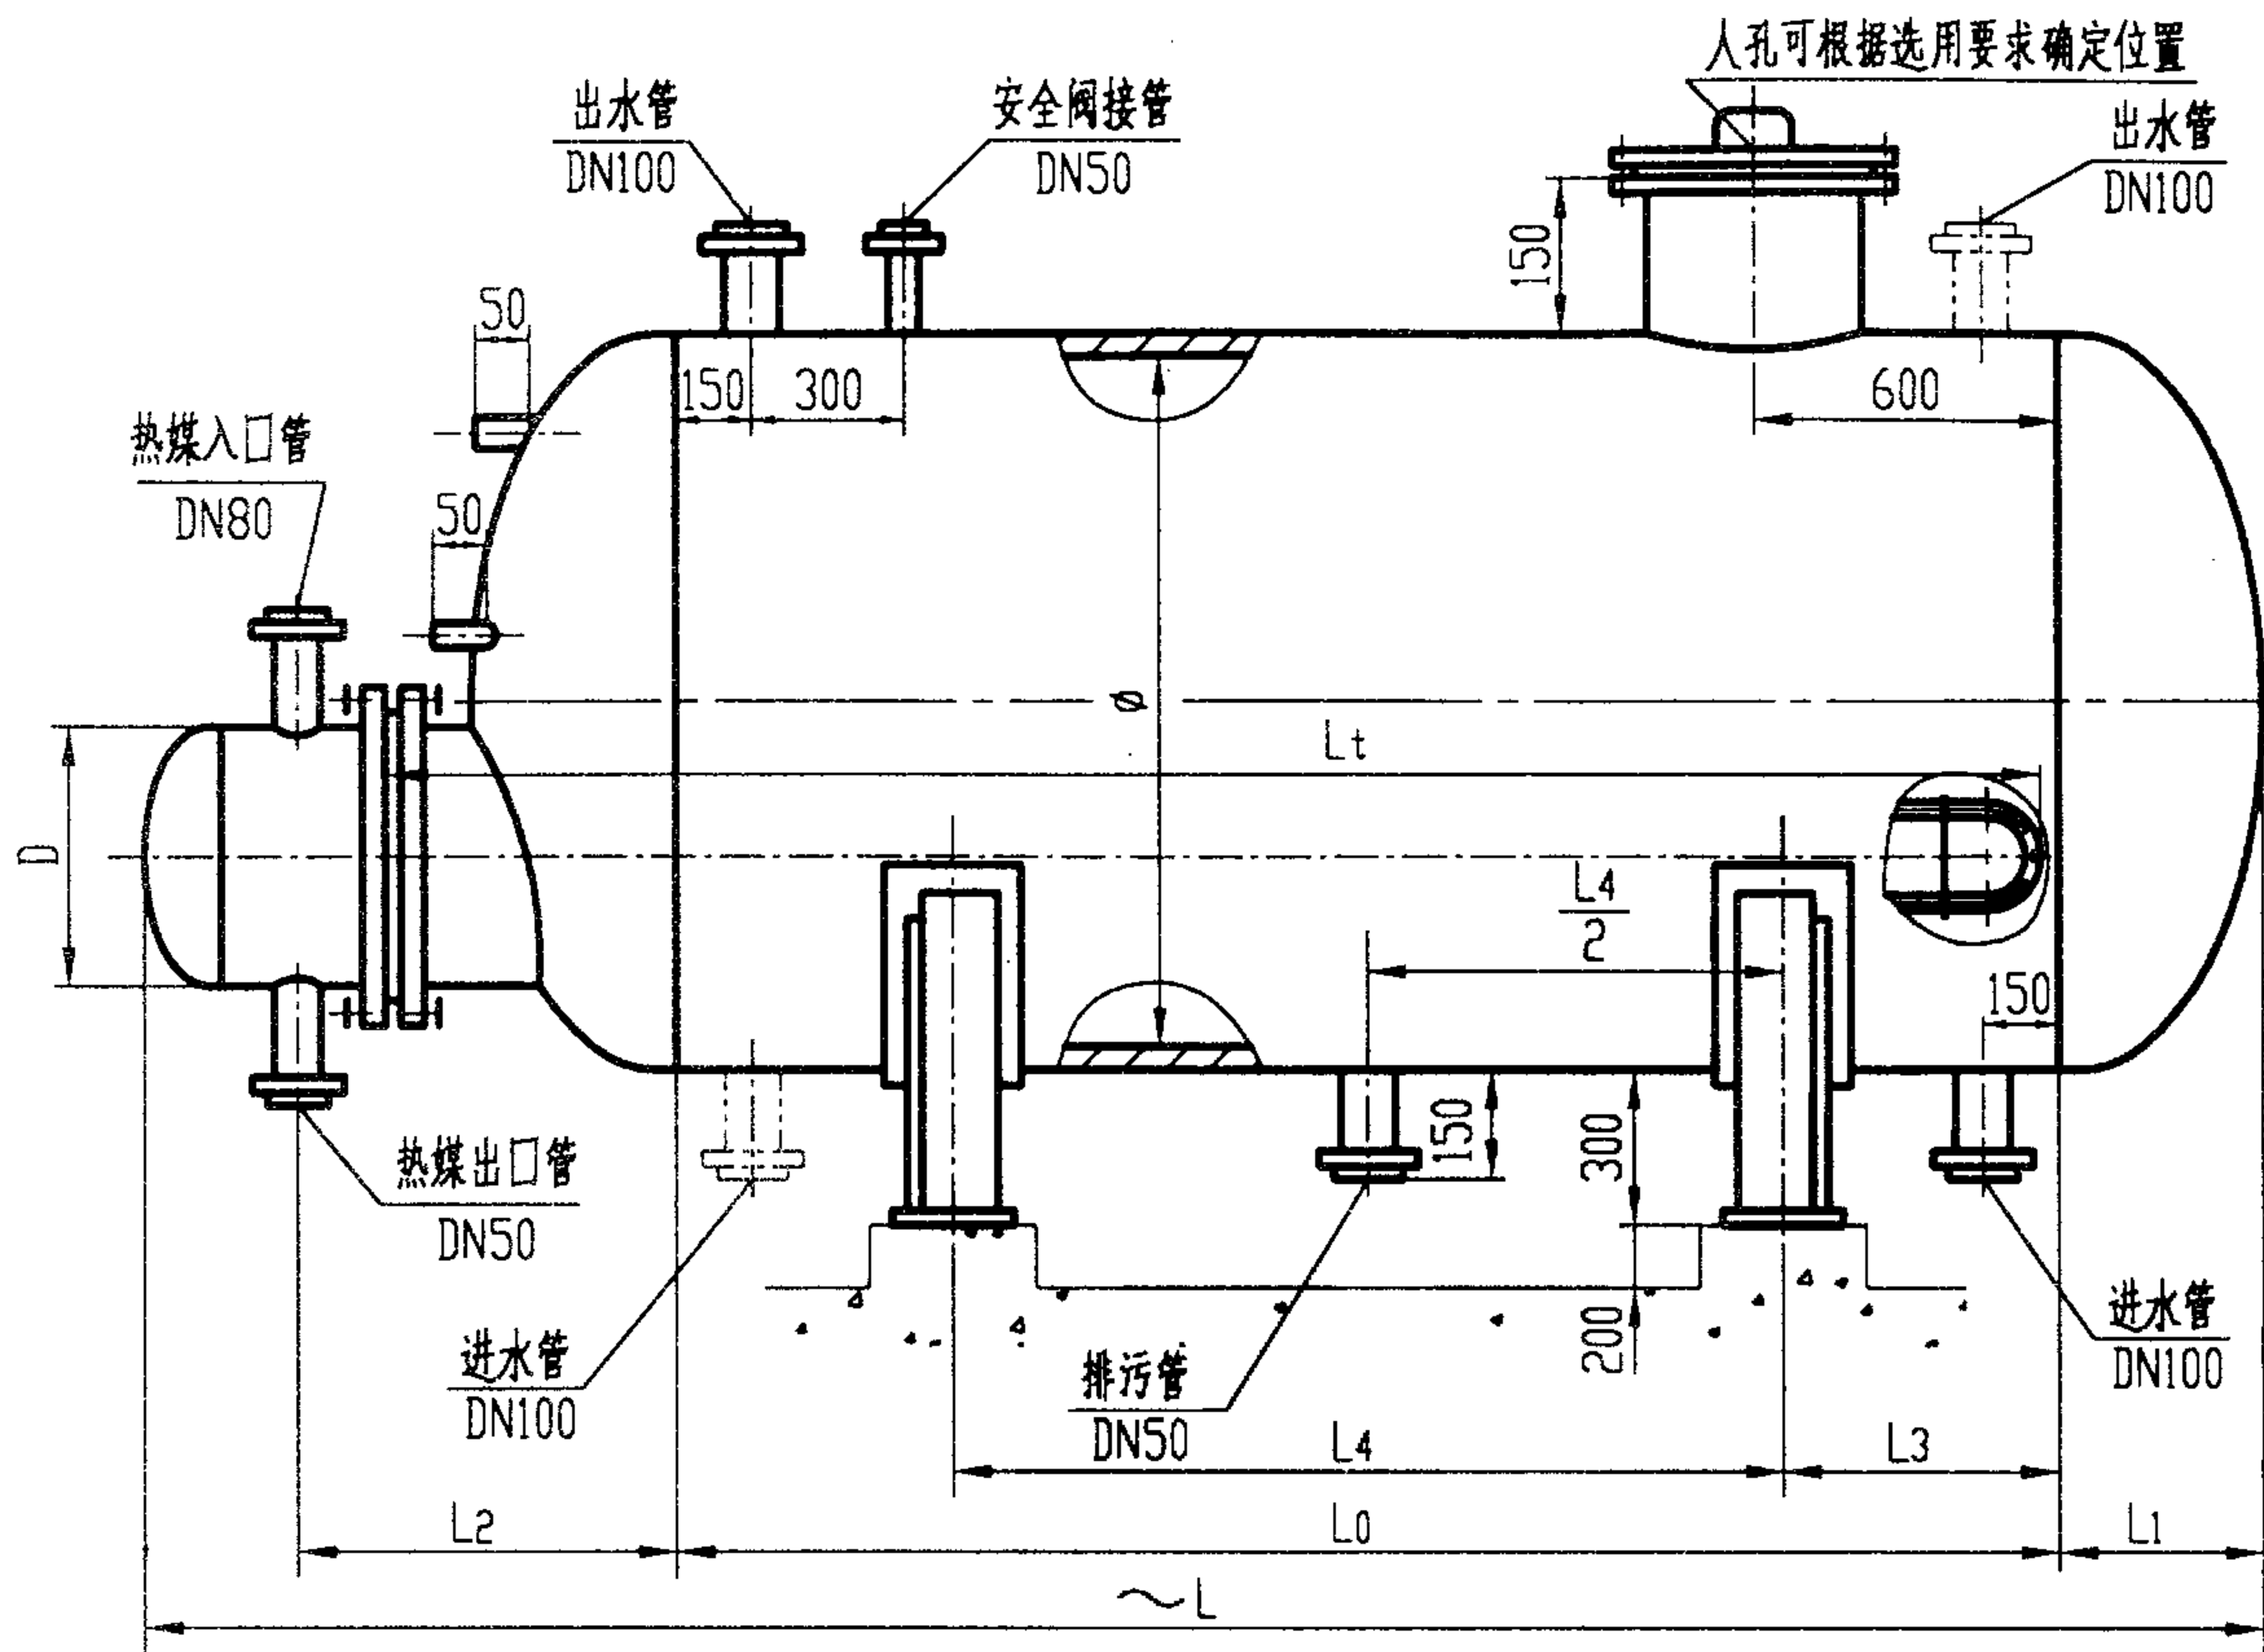 人孔可根据选用要求确定位置
出水管
DN100
安全阀接管
DN50
出水管
DN100
150
50
150
300
600
热媒入口管
DN80
50
Ø
Lt
D
L4
2
150
150
300
热媒出口管
DN50
200
进水管
DN100
排污管
DN50
进水管
DN100
L4
L3
L2
L0
L1
~L